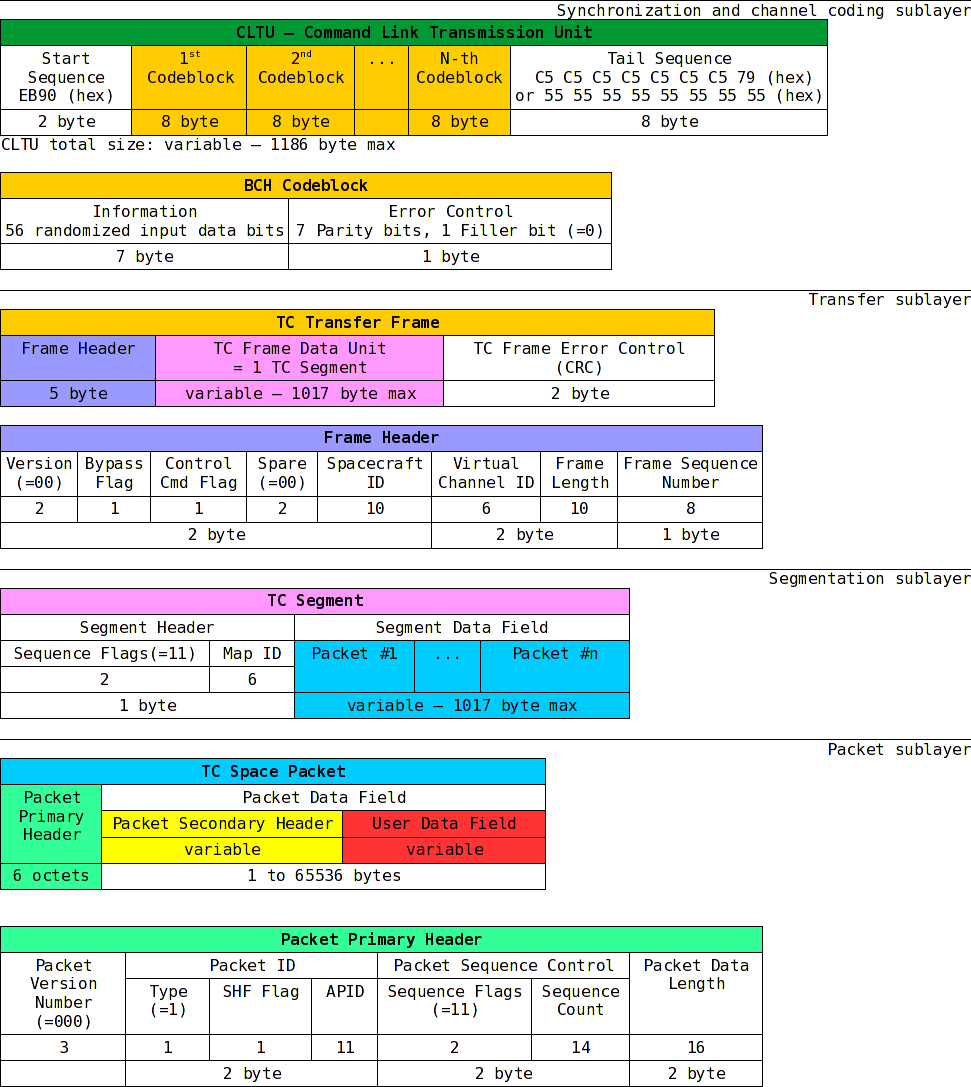 Synchronization and channel coding sublayer
CLTU – Command Link Transmission Unit
Start Sequence EB90 (hex)
1st Codeblock
2nd Codeblock
...
N-th Codeblock
Tail Sequence
C5 C5 C5 C5 C5 C5 C5 79 (hex)
or 55 55 55 55 55 55 55 55 (hex)
2 byte 8 byte 8 byte 8 byte 8 byte
CLTU total size: variable – 1186 byte max
BCH Codeblock
Information
56 randomized input data bits
Error Control
7 Parity bits, 1 Filler bit (=0)
7 byte 1 byte
Transfer sublayer
TC Transfer Frame
Frame Header
TC Frame Data Unit
= 1 TC Segment
TC Frame Error Control
(CRC)
5 byte variable – 1017 byte max 2 byte
Frame Header
Version (=00)
Bypass Flag
Control Cmd Flag
Spare (=00)
Spacecraft ID
Virtual Channel ID
Frame Length
Frame Sequence Number
2 1 1 2 10 6 10 8
2 byte 2 byte 1 byte
Segmentation sublayer
TC Segment
Segment Header Segment Data Field
Sequence Flags(=11) Map ID Packet #1 ... Packet #n
2 6
1 byte variable – 1017 byte max
Packet sublayer
TC Space Packet
Packet Primary Header
Packet Data Field
Packet Secondary Header User Data Field
variable variable
6 octets 1 to 65536 bytes
Packet Primary Header
Packet Version Number (=000)
Packet ID
Packet Sequence Control
Packet Data Length
Type (=1)
SHF Flag
APID
Sequence Flags (=11)
Sequence Count
3 1 1 11 2 14 16
2 byte 2 byte 2 byte